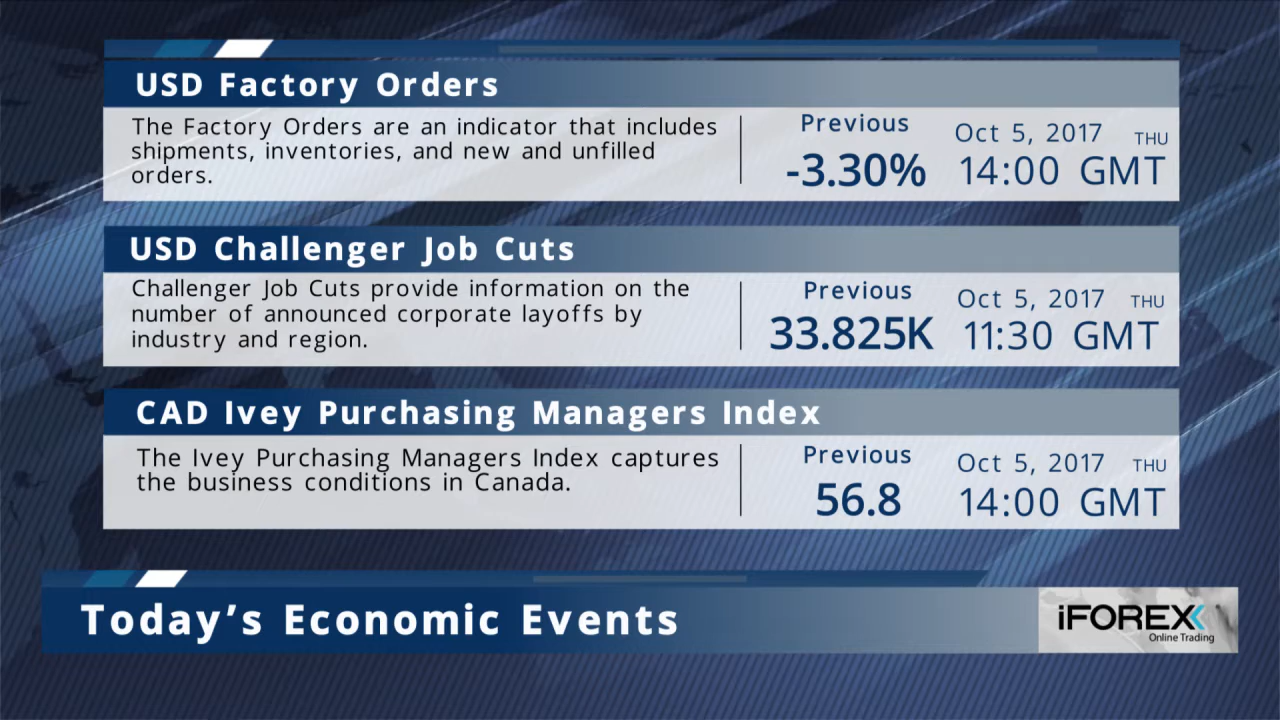 USD Factory Orders
The Factory Orders are an indicator that includes
shipments, inventories, and new and unfilled
orders.
Previous
-3.30%
Oct 5, 2017 THU
14:00 GMT
USD Challenger Job Cuts
Challenger Job Cuts provide information on the
number of announced corporate layoffs by
industry and region.
Previous
33.825K
Oct 5, 2017 THU
11:30 GMT
CAD Ivey Purchasing Managers Index
The Ivey Purchasing Managers Index captures
the business conditions in Canada.
Previous
56.8
Oct 5, 2017 THU
14:00 GMT
Today’s Economic Events
iFOREX
Online Trading